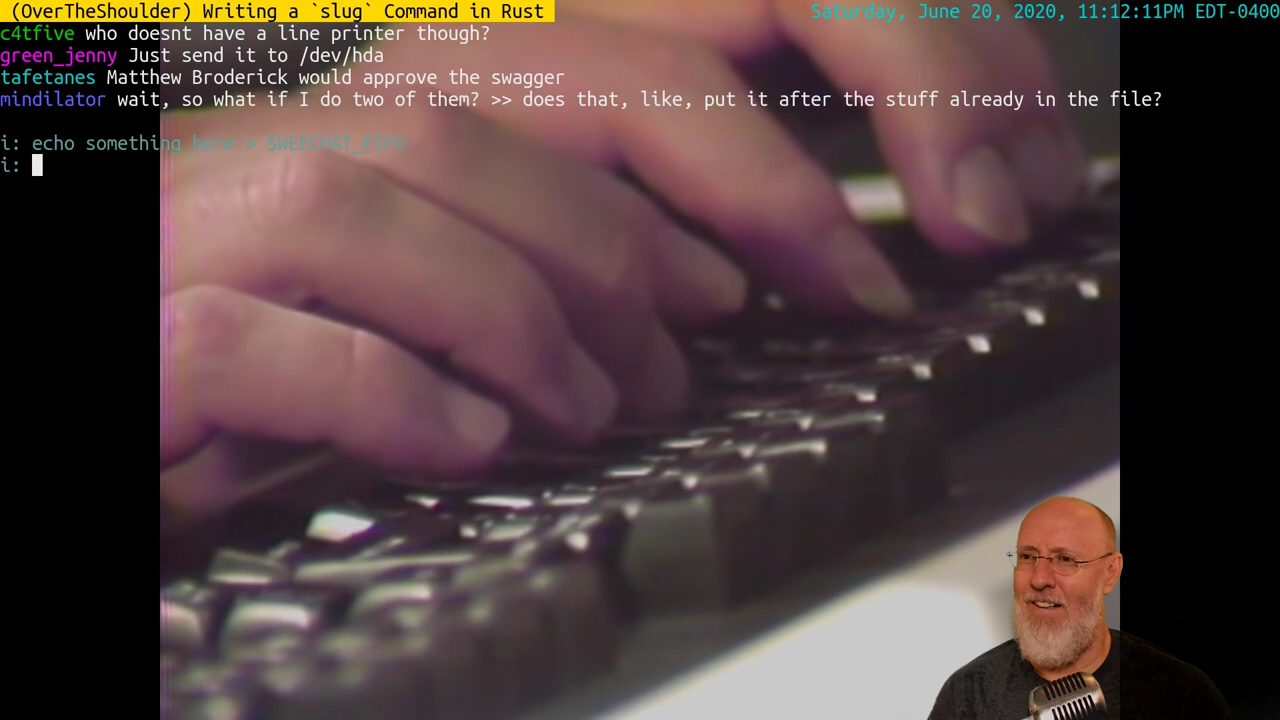 (OverTheShoulder) Writing a `slug` Command in Rust
Saturday, June 20, 2020, 11:12:11PM EDT-0400
c4tfive who doesnt have a line printer though?
green_jenny Just send it to /dev/hda
tafetanes Matthew Broderick would approve the swagger
mindilator wait, so what if I do two of them? >> does that, like, put it after the stuff already in the file?
i: echo something here > $WEECHAT_FIFO
i: